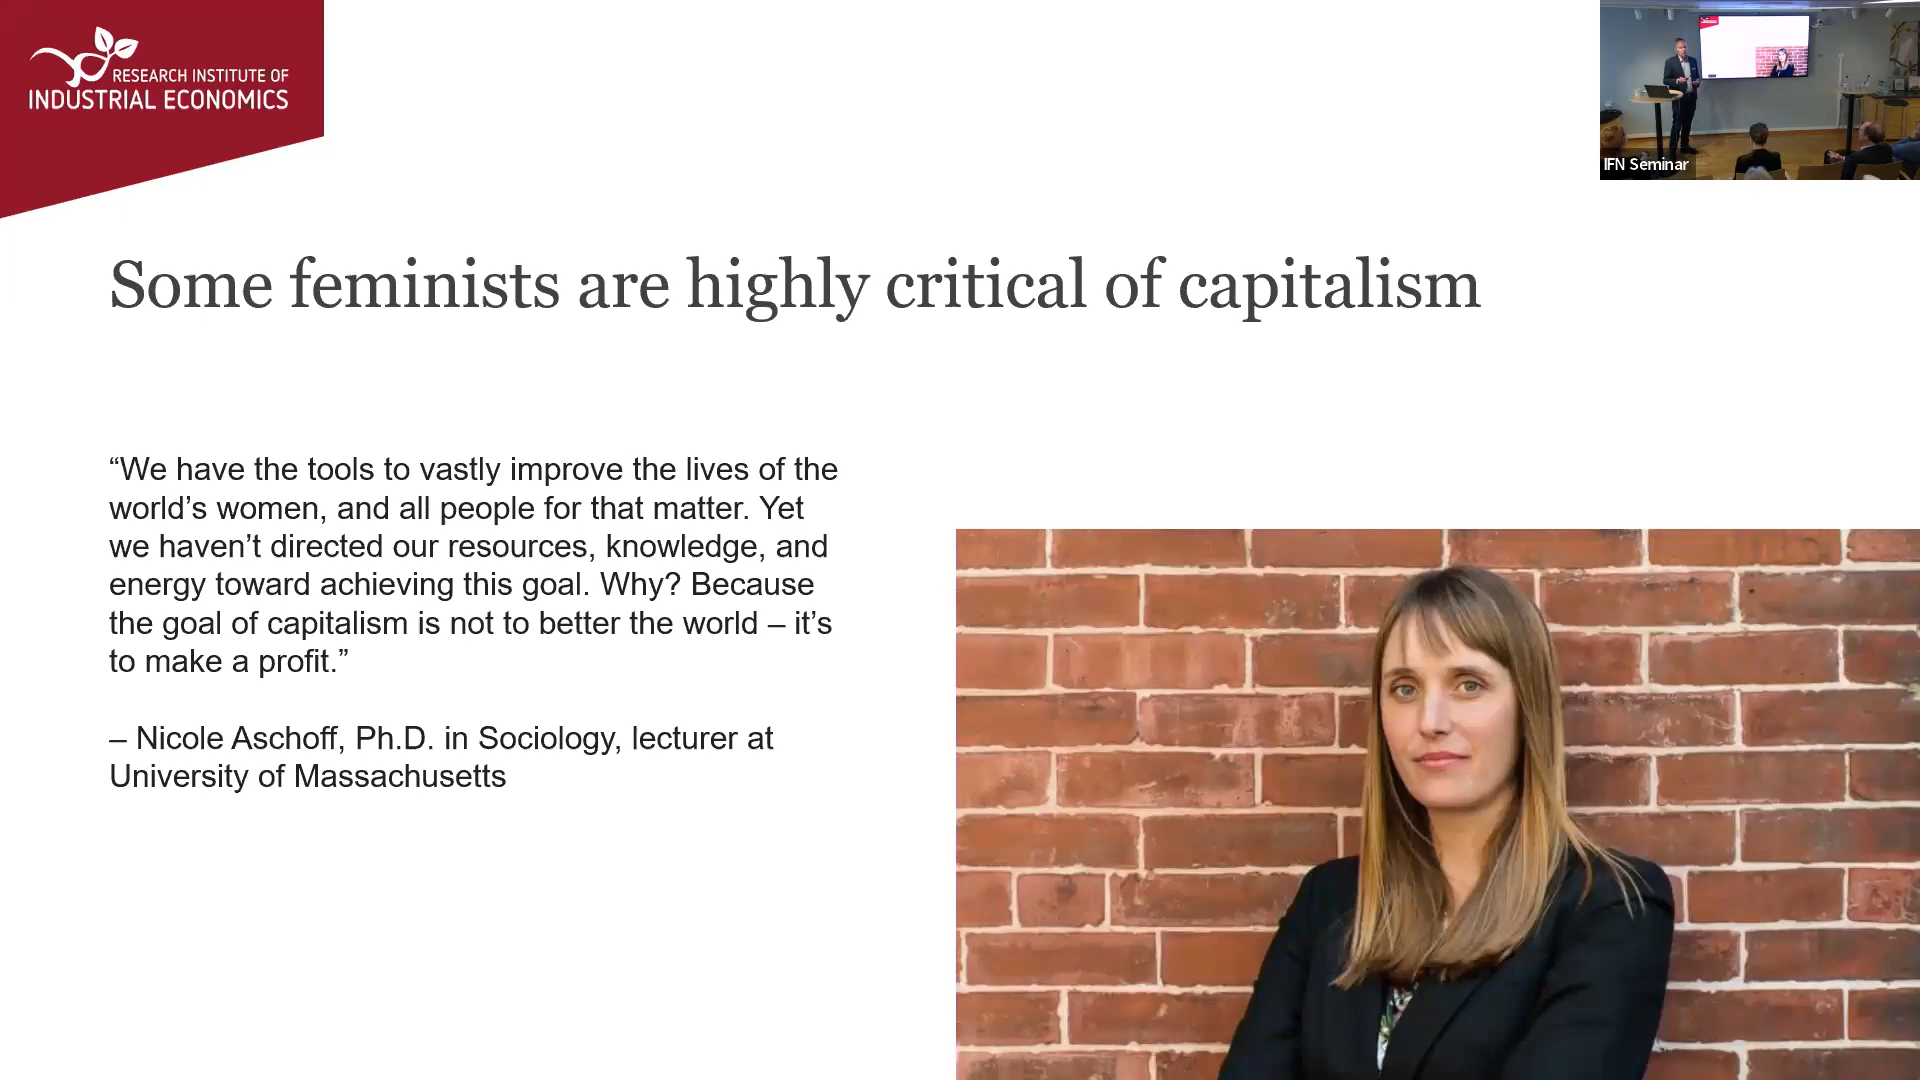 RESEARCH INSTITUTE OF
INDUSTRIAL ECONOMICS
IFN Seminar
Some feminists are highly critical of capitalism
“We have the tools to vastly improve the lives of the
world’s women, and all people for that matter. Yet
we haven’t directed our resources, knowledge, and
energy toward achieving this goal. Why? Because
the goal of capitalism is not to better the world – it’s
to make a profit.”
– Nicole Aschoff, Ph.D. in Sociology, lecturer at
University of Massachusetts